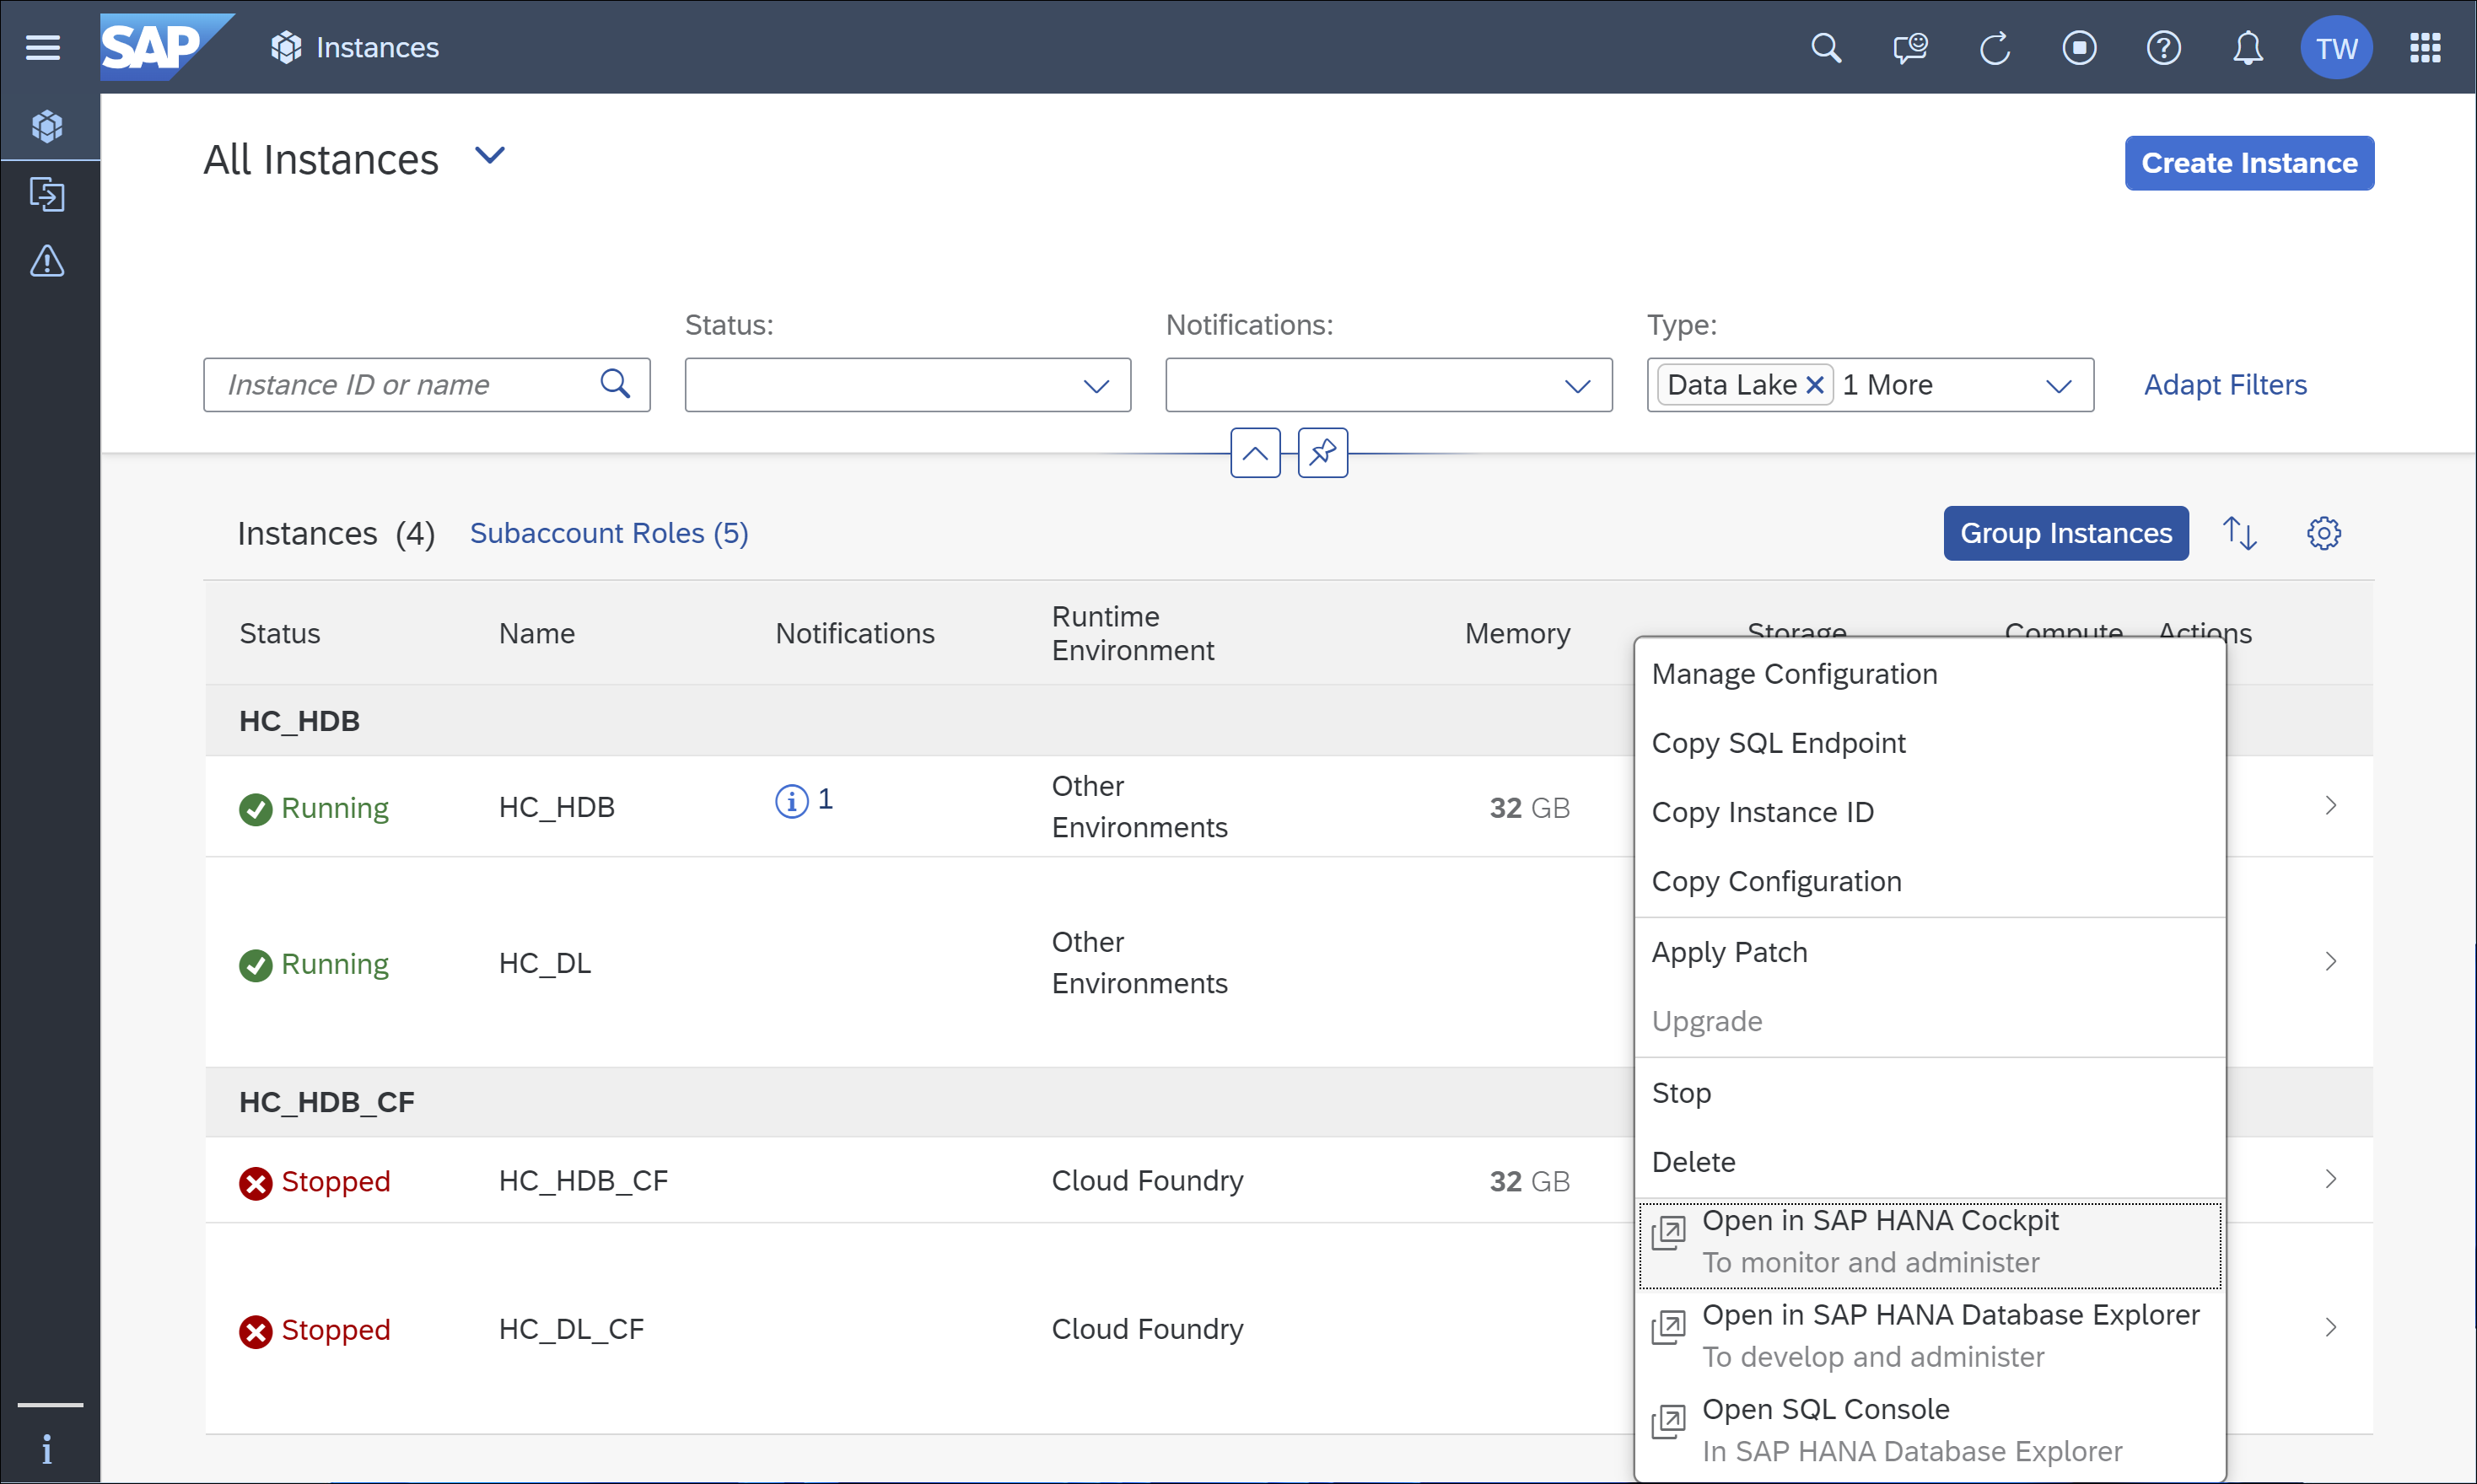 SAP
Instances
TW
All Instances
Create Instance
Status:
Notifications:
Type:
Instance ID or name
Data Lake
1 More
Adapt Filters
Instances (4)
Subaccount Roles (5)
Group Instances
Status
Name
Notifications
Runtime
Environment
Memory
Storage
Compute
Actions
HC_HDB
Running
HC_HDB
1
Other
Environments
32 GB
Running
HC_DL
Other
Environments
HC_HDB_CF
Stopped
HC_HDB_CF
Cloud Foundry
32 GB
Stopped
HC_DL_CF
Cloud Foundry
Manage Configuration
Copy SQL Endpoint
Copy Instance ID
Copy Configuration
Apply Patch
Upgrade
Stop
Delete
Open in SAP HANA Cockpit
To monitor and administer
Open in SAP HANA Database Explorer
To develop and administer
Open SQL Console
In SAP HANA Database Explorer